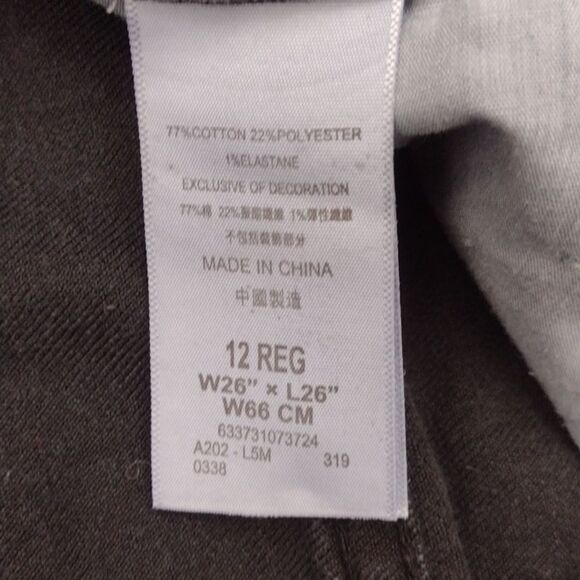 77%COTTON 22%POLYESTER
1%ELASTANE
EXCLUSIVE OF DECORATION
77%棉 22%聚酯纖維 1%彈性纖維
不包括裝飾部分
MADE IN CHINA
中國製造
12 REG
W26” × L26”
W66 CM
633731073724
A202 - L5M 319
0338